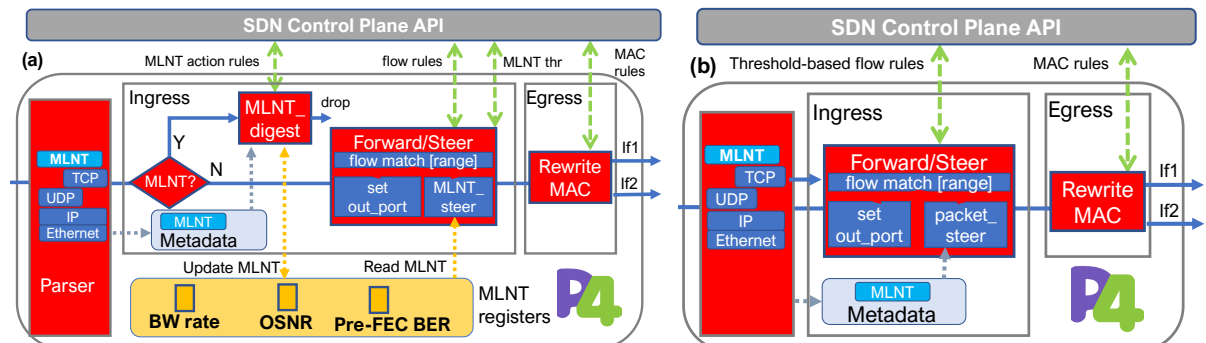 SDN Control Plane API
(a)
MLNT action rules
flow rules
MLNT thr
MAC
rules
Ingress
MLNT_
digest
drop
Egress
Forward/Steer
flow match [range]
set
out_port
MLNT_
steer
Rewrite
MAC
If1
If2
Y
N
MLNT?
MLNT
TCP
UDP
IP
Ethernet
Parser
MLNT
Metadata
Update MLNT
Read MLNT
BW rate
OSNR
Pre-FEC BER
MLNT
registers
P4
SDN Control Plane API
(b)
Threshold-based flow rules
MAC rules
Ingress
Egress
Forward/Steer
flow match [range]
set
out_port
packet_
steer
Rewrite
MAC
If1
If2
MLNT
TCP
UDP
IP
Ethernet
MLNT
Metadata
P4